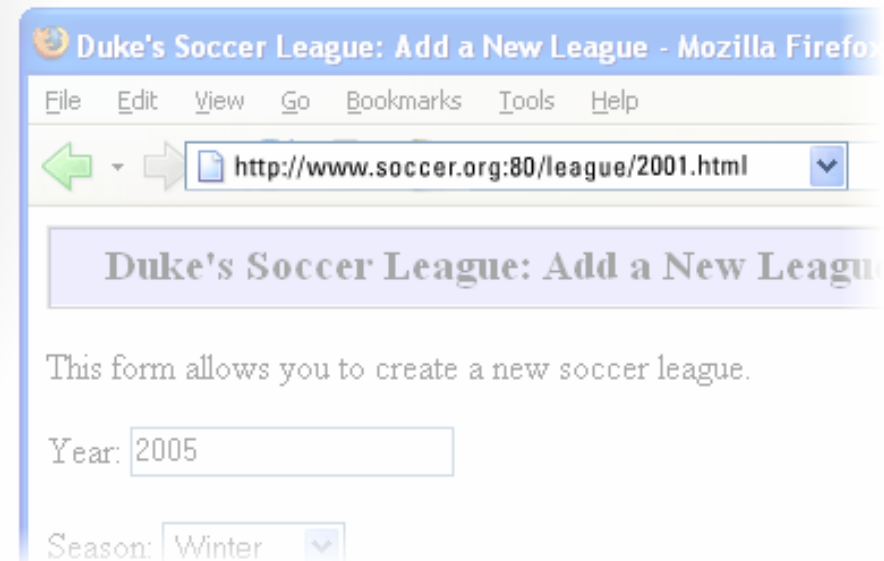 Duke's Soccer League: Add a New League - Mozilla Firefox
File Edit View Go Bookmarks Tools Help
http://www.soccer.org:80/league/2001.html
Duke's Soccer League: Add a New League
This form allows you to create a new soccer league.
Year: 2005
Season: Winter